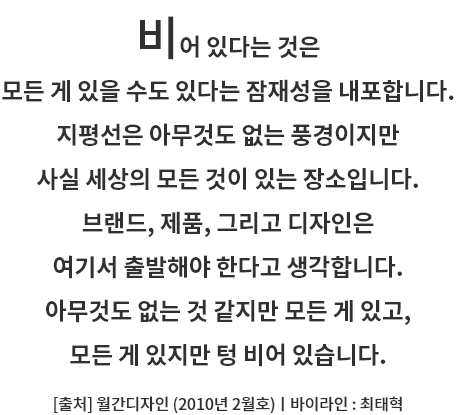 비어 있다는 것은
모든 게 있을 수도 있다는 잠재성을 내포합니다.
지평선은 아무것도 없는 풍경이지만
사실 세상의 모든 것이 있는 장소입니다.
브랜드, 제품, 그리고 디자인은
여기서 출발해야 한다고 생각합니다.
아무것도 없는 것 같지만 모든 게 있고,
모든 게 있지만 텅 비어 있습니다.
[출처] 월간디자인 (2010년 2월호) | 바이라인 : 최태혁